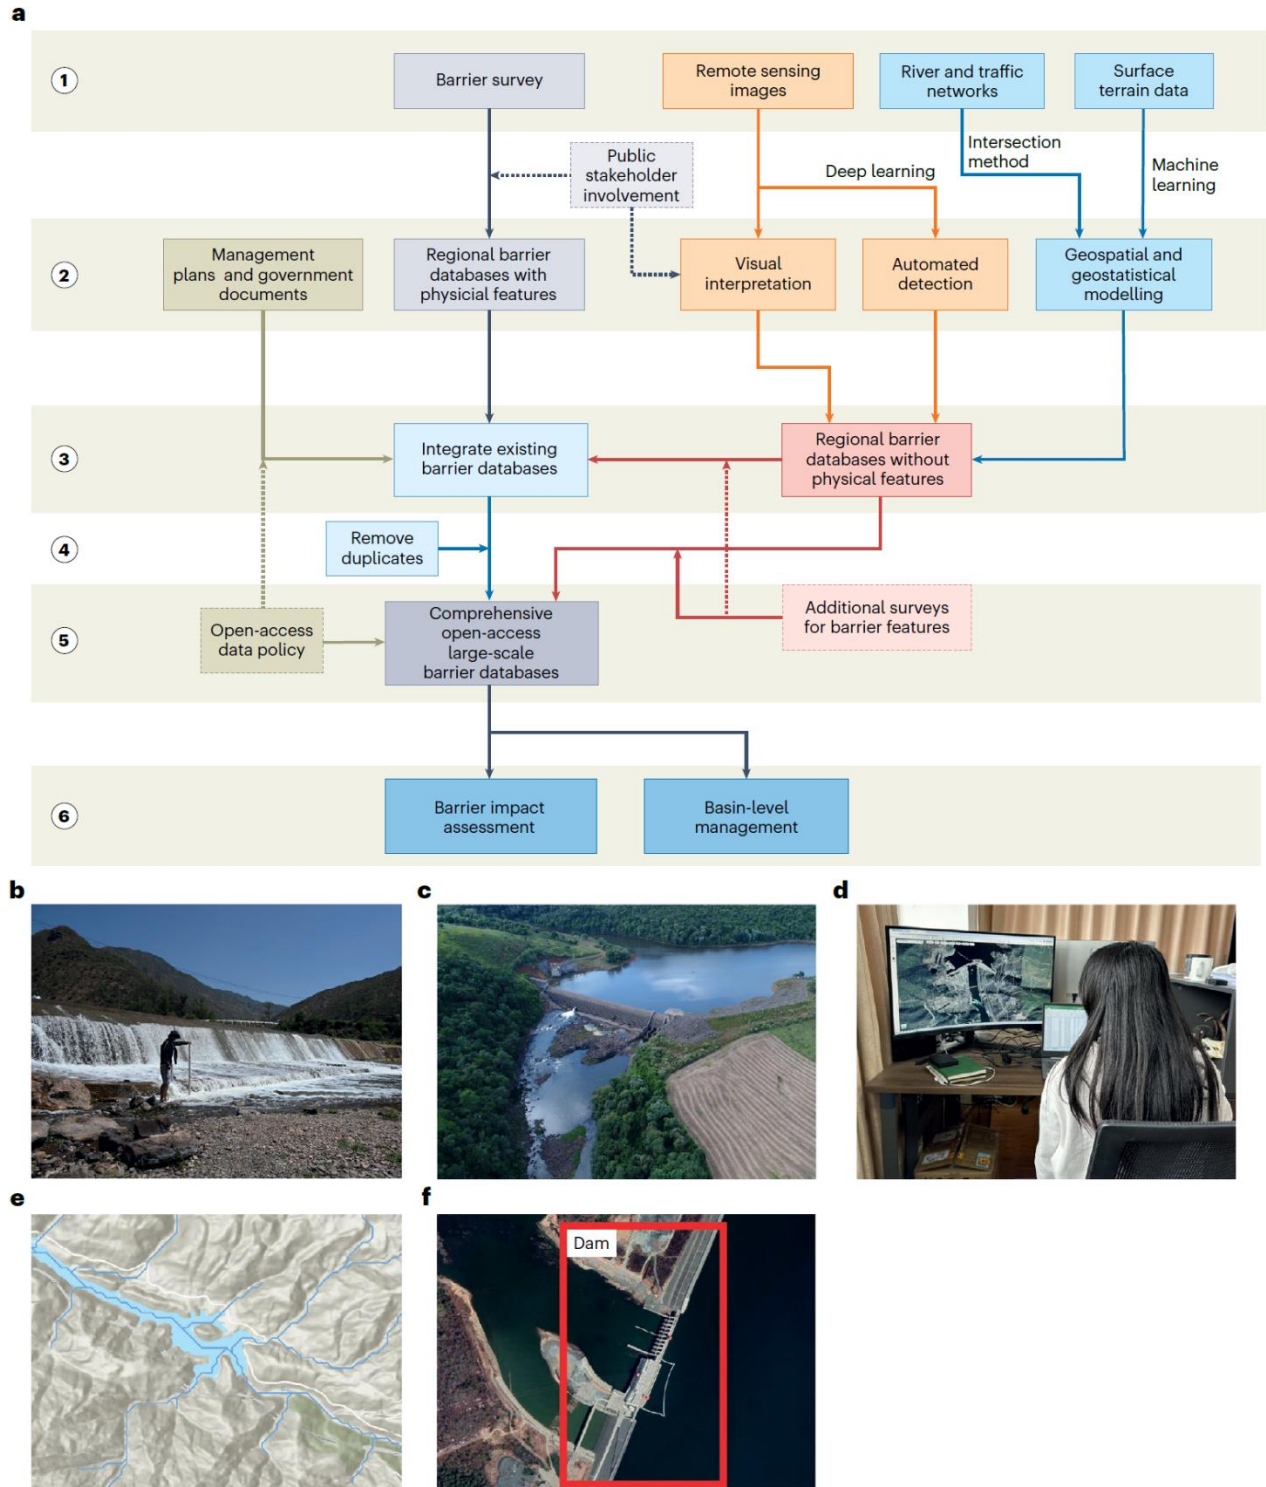 a
1
Barrier survey
Remote sensing
images
River and traffic
networks
Surface
terrain data
Public
stakeholder
involvement
Deep learning
Intersection
method
Machine
learning
2
Management
plans and government
documents
Regional barrier
databases with
physicial features
Visual
interpretation
Automated
detection
Geospatial and
geostatistical
modelling
3
Integrate existing
barrier databases
Regional barrier
databases without
physical features
4
Remove
duplicates
5
Open-access
data policy
Comprehensive
open-access
large-scale
barrier databases
Additional surveys
for barrier features
6
Barrier impact
assessment
Basin-level
management
b
c
d
e
f
Dam